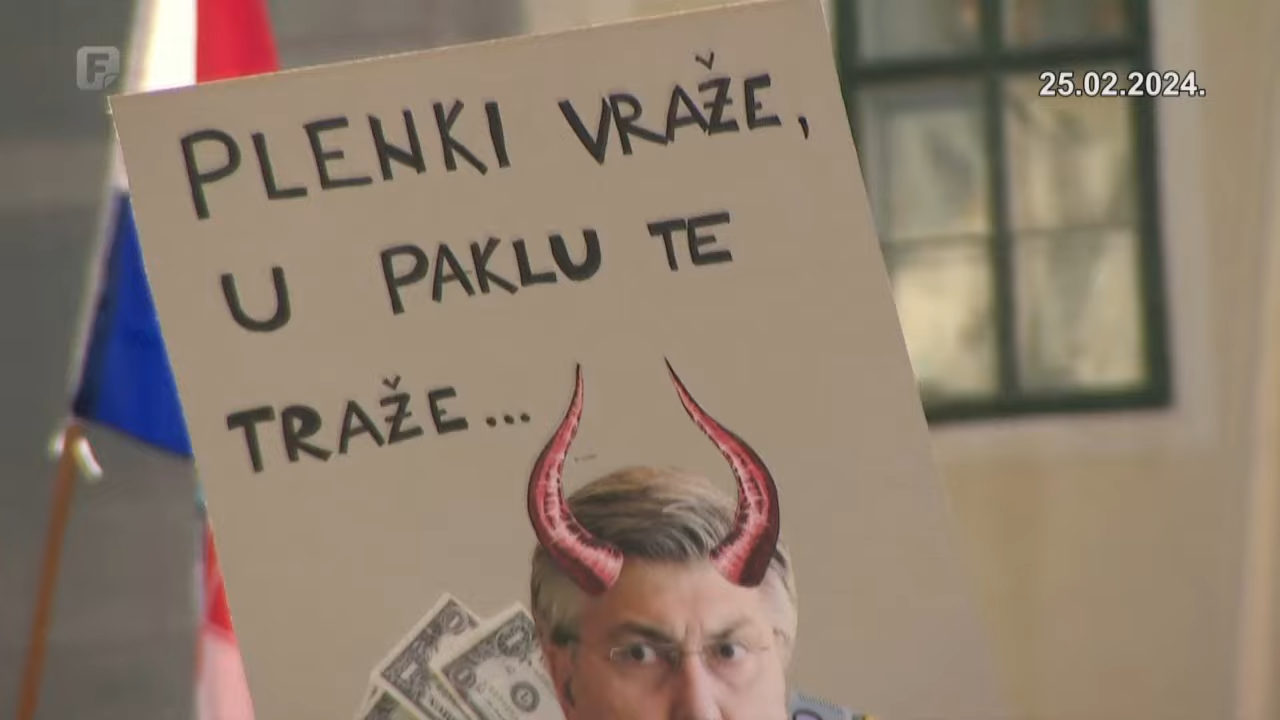 F
25.02.2024.
PLENKI VRAŽE,
U PAKLU TE
TRAŽE...